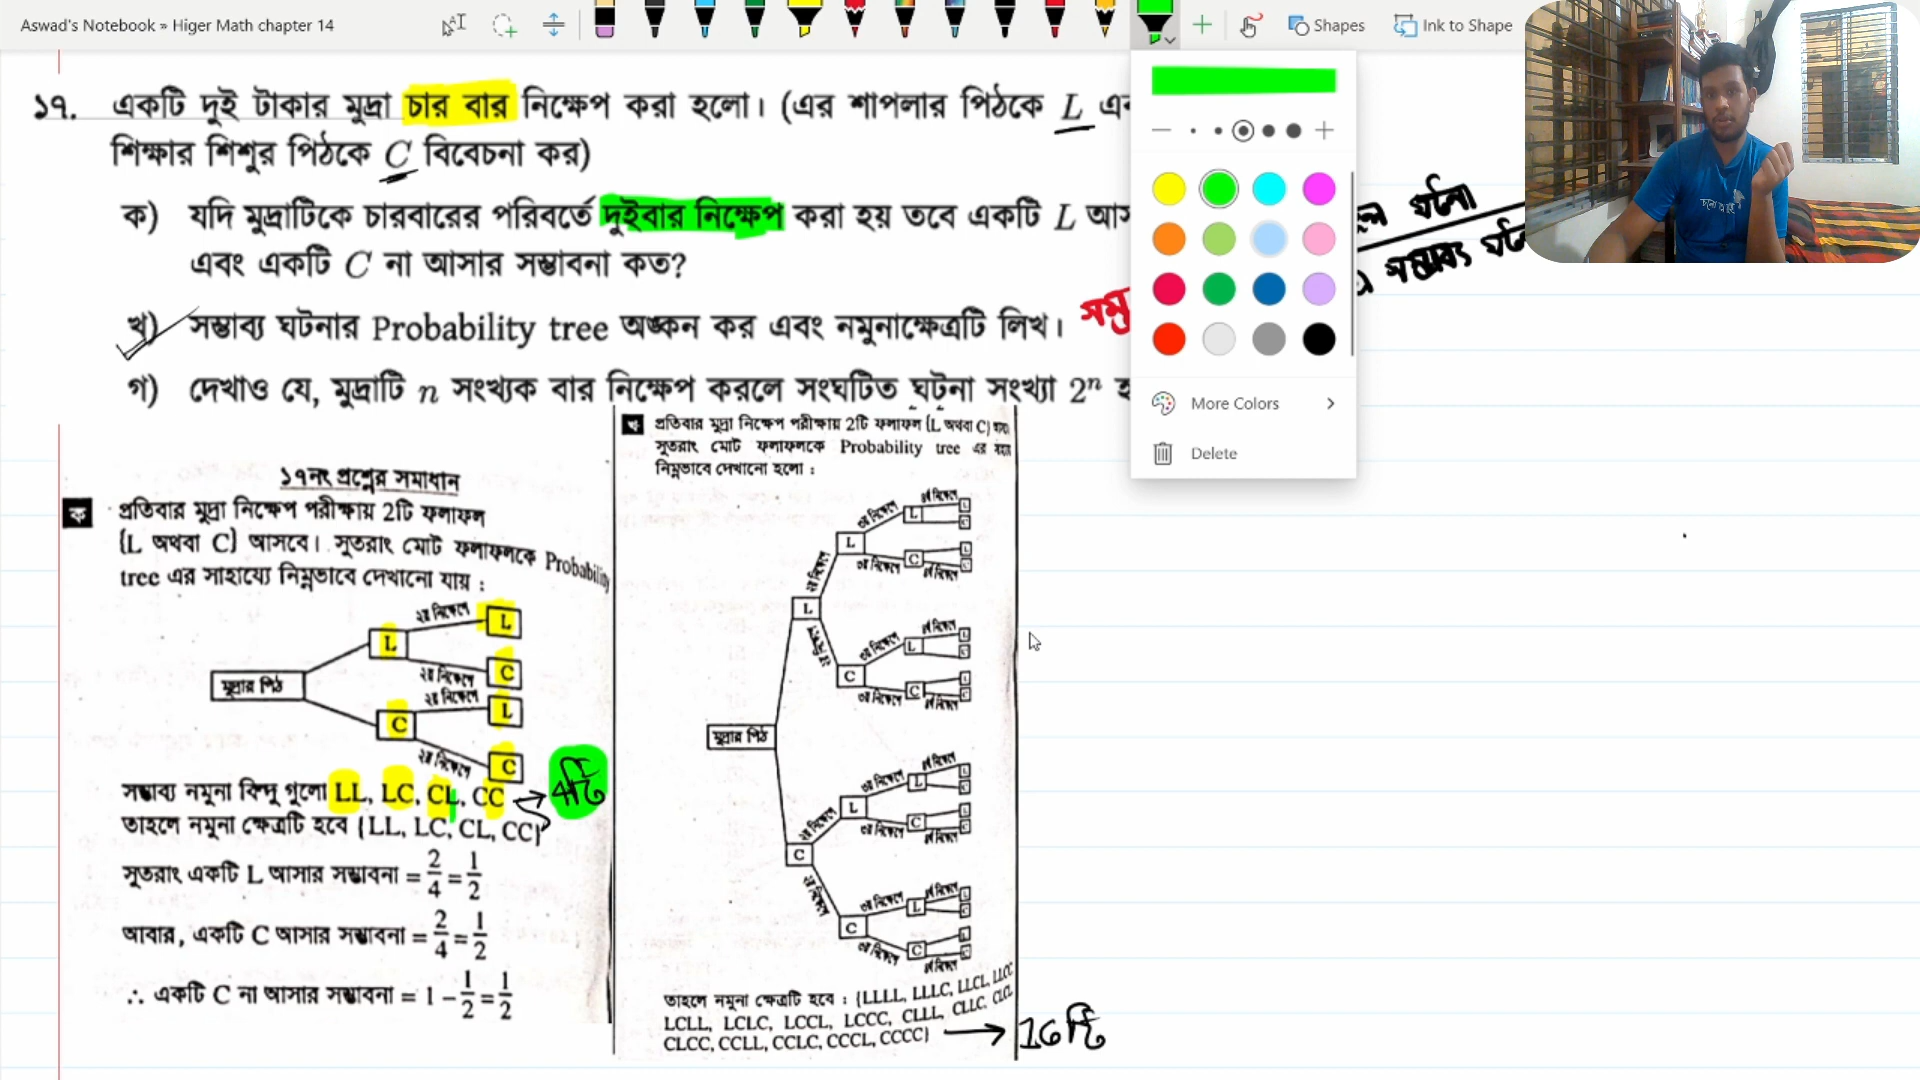 Aswad's Notebook » Higer Math chapter 14
Shapes
Ink to Shape
১৭. একটি দুই টাকার মুদ্রা চার বার নিক্ষেপ করা হলো। (এর শাপলার পিঠকে L
শিক্ষার শিশুর পিঠকে C বিবেচনা কর)
ক) যদি মুদ্রাটিকে চারবারের পরিবর্তে দুইবার নিক্ষেপ করা হয় তবে একটি L
এবং একটি C না আসার সম্ভাবনা কত?
খ) সম্ভাব্য ঘটনার Probability tree অঙ্কন কর এবং নমুনাক্ষেত্রটি লিখ।
গ) দেখাও যে, মুদ্রাটি n সংখ্যক বার নিক্ষেপ করলে সংঘটিত ঘটনা সংখ্যা 2ⁿ
ঘটনা
More Colors
Delete
১৭নং প্রশ্নের সমাধান
ক প্রতিবার মুদ্রা নিক্ষেপ পরীক্ষায় 2টি ফলাফল
{L অথবা C} আসবে। সুতরাং মোট ফলাফলকে Probability
tree এর সাহায্যে নিম্নভাবে দেখানো যায় :
মুদ্রার পিঠ
L
C
২য় নিক্ষেপে
২য় নিক্ষেপে
২য় নিক্ষেপে
২য় নিক্ষেপে
L
C
L
C
সম্ভাব্য নমুনা বিন্দু গুলো LL, LC, CL, CC → 4টি
তাহলে নমুনা ক্ষেত্রটি হবে {LL, LC, CL, CC}
সুতরাং একটি L আসার সম্ভাবনা = 2/4 = 1/2
আবার, একটি C আসার সম্ভাবনা = 2/4 = 1/2
∴ একটি C না আসার সম্ভাবনা = 1 − 1/2 = 1/2
খ প্রতিবার মুদ্রা নিক্ষেপ পরীক্ষায় 2টি ফলাফল {L অথবা C}
সুতরাং মোট ফলাফলকে Probability tree এর
নিম্নভাবে দেখানো হলো :
মুদ্রার পিঠ
L
C
L
C
L
C
L
C
L
C
L
C
L
C
তাহলে নমুনা ক্ষেত্রটি হবে : {LLLL, LLLC, LLCL, LLCC
LCLL, LCLC, LCCL, LCCC, CLLL, CLLC, CLCL
CLCC, CCLL, CCLC, CCCL, CCCC} → 16টি